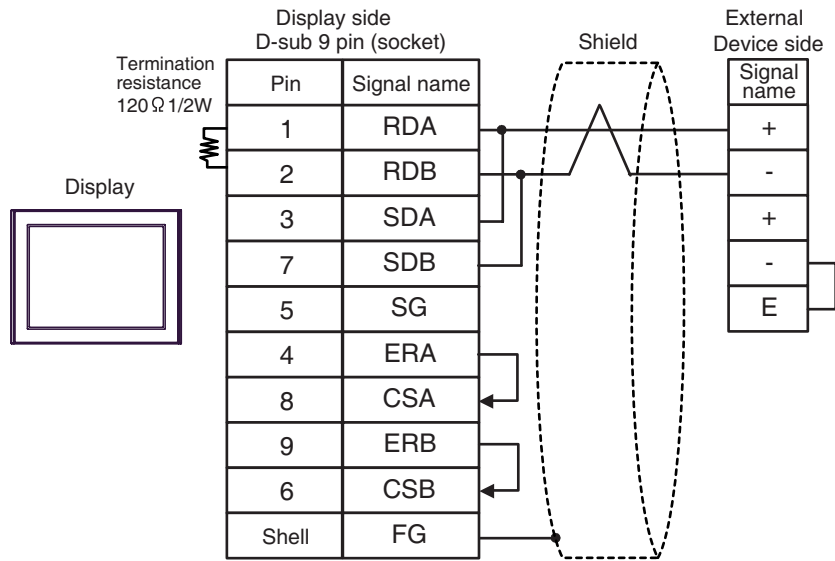 Display side
D-sub 9 pin (socket)
Shield
External
Device side
Termination
resistance
120Ω 1/2W
Display
Pin Signal name
1 RDA
2 RDB
3 SDA
7 SDB
5 SG
4 ERA
8 CSA
9 ERB
6 CSB
Shell FG
Signal
name
+
-
+
-
E